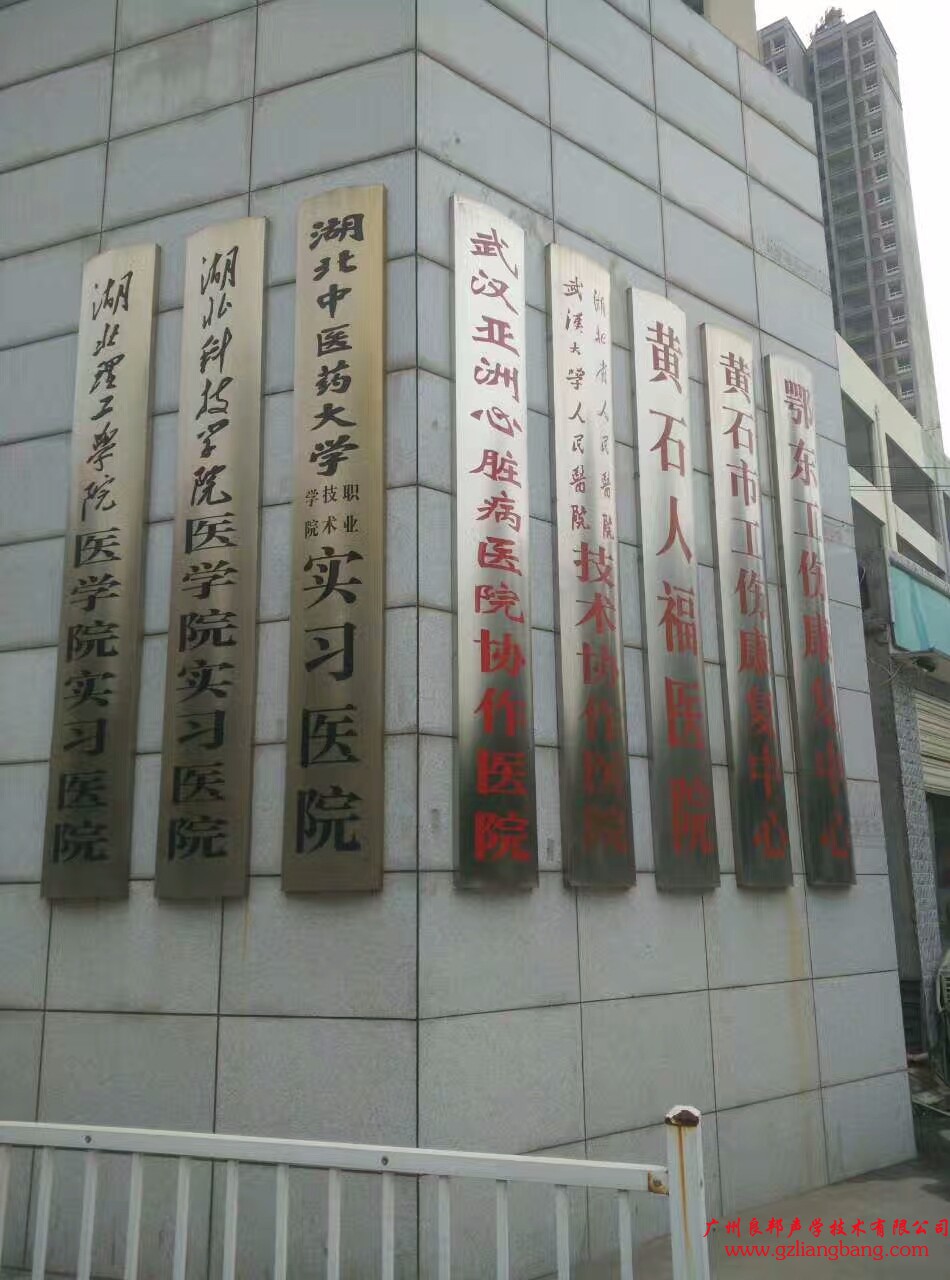 湖北理工学院医学院实习医院
湖北科技学院医学院实习医院
湖北中医药大学
职业
技术
学院
实习医院
武汉亚洲心脏病医院协作医院
湖北省人民醫院
武漢大学人民醫院
技术协作医院
黄石人福医院
黄石市工伤康复中心
鄂东工伤康复中心
广州良邦声学技术有限公司
www.gzliangbang.com